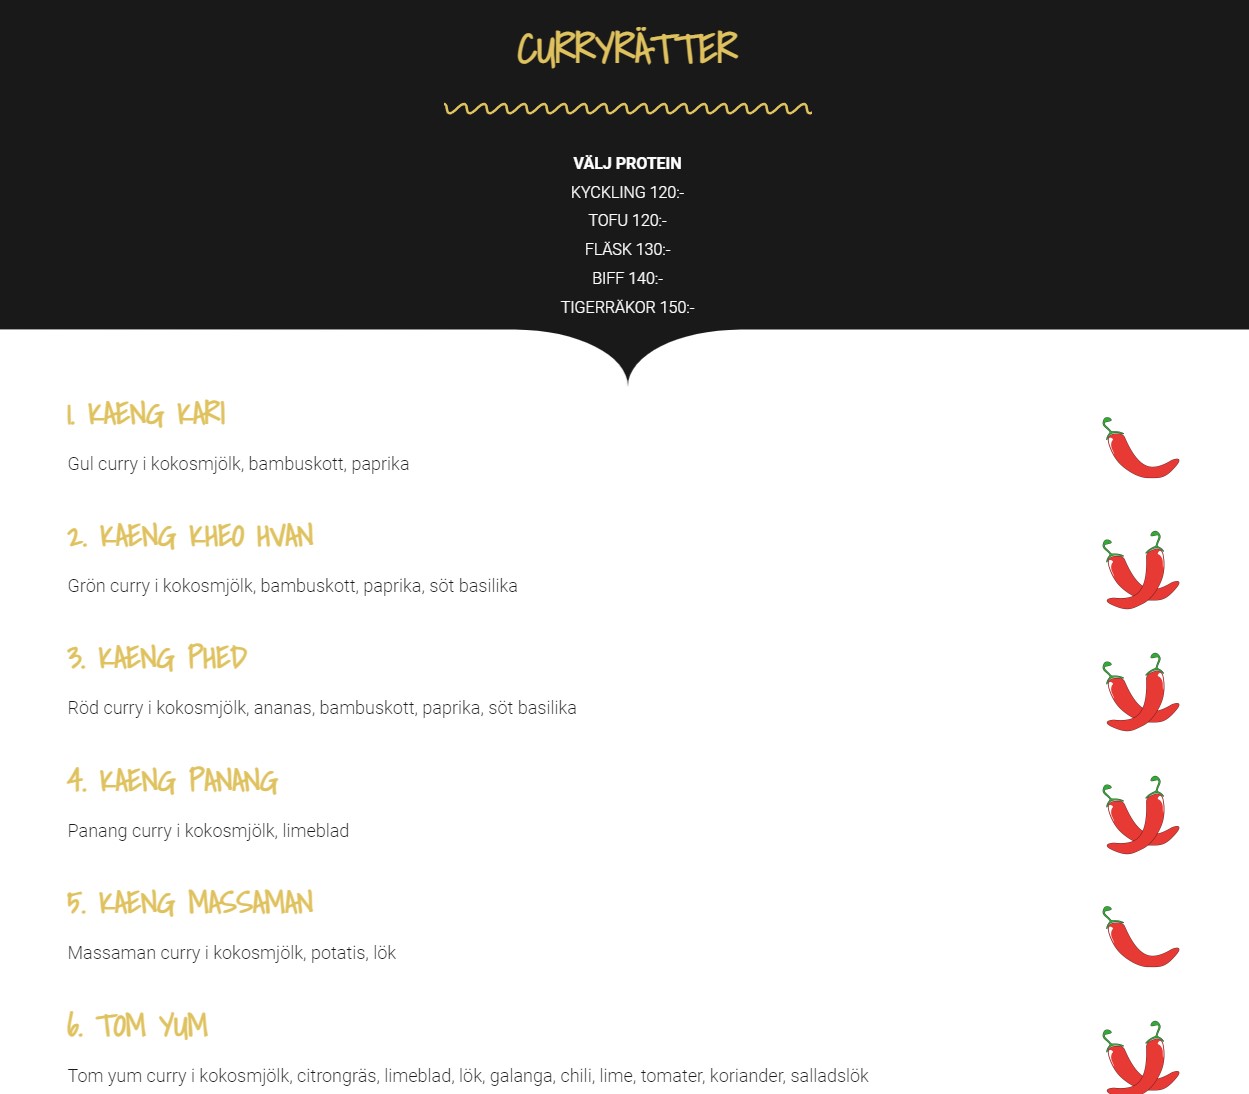 CURRYRÄTTER
VÄLJ PROTEIN
KYCKLING 120:-
TOFU 120:-
FLÄSK 130:-
BIFF 140:-
TIGERRÄKOR 150:-
1. KAENG KARI
Gul curry i kokosmjölk, bambuskott, paprika
2. KAENG KHEO HVAN
Grön curry i kokosmjölk, bambuskott, paprika, söt basilika
3. KAENG PHED
Röd curry i kokosmjölk, ananas, bambuskott, paprika, söt basilika
4. KAENG PANANG
Panang curry i kokosmjölk, limeblad
5. KAENG MASSAMAN
Massaman curry i kokosmjölk, potatis, lök
6. TOM YUM
Tom yum curry i kokosmjölk, citrongräs, limeblad, lök, galanga, chili, lime, tomater, koriander, salladslök